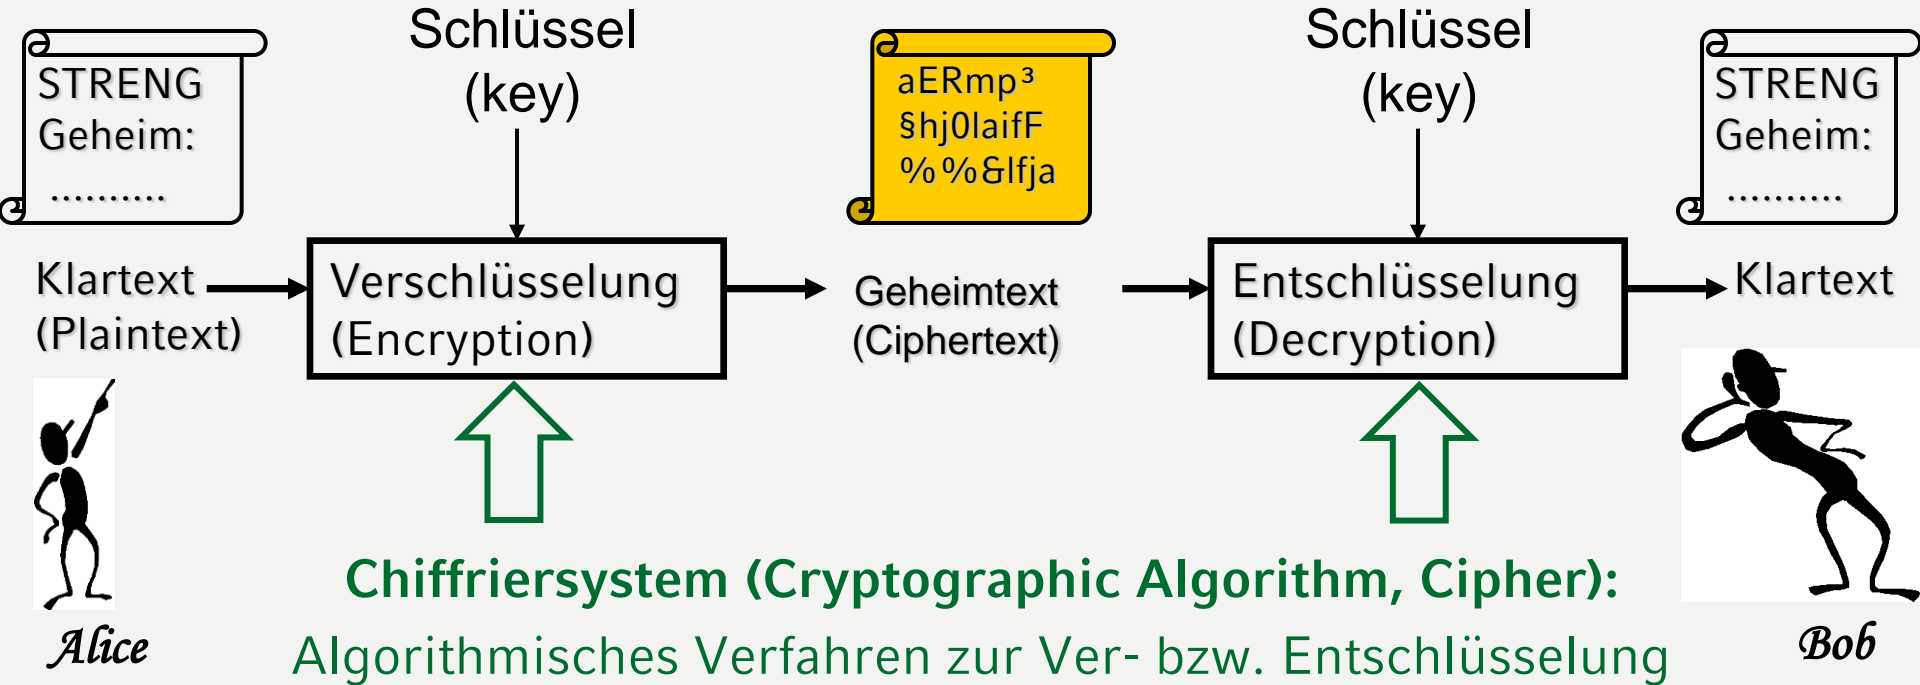 STRENG
Geheim:
..........
Schlüssel
(key)
aERmp³
§hj0laifF
%%&lfja
Schlüssel
(key)
STRENG
Geheim:
..........
Klartext
(Plaintext)
Verschlüsselung
(Encryption)
Geheimtext
(Ciphertext)
Entschlüsselung
(Decryption)
Klartext
Chiffriersystem (Cryptographic Algorithm, Cipher):
Algorithmisches Verfahren zur Ver- bzw. Entschlüsselung
Alice
Bob